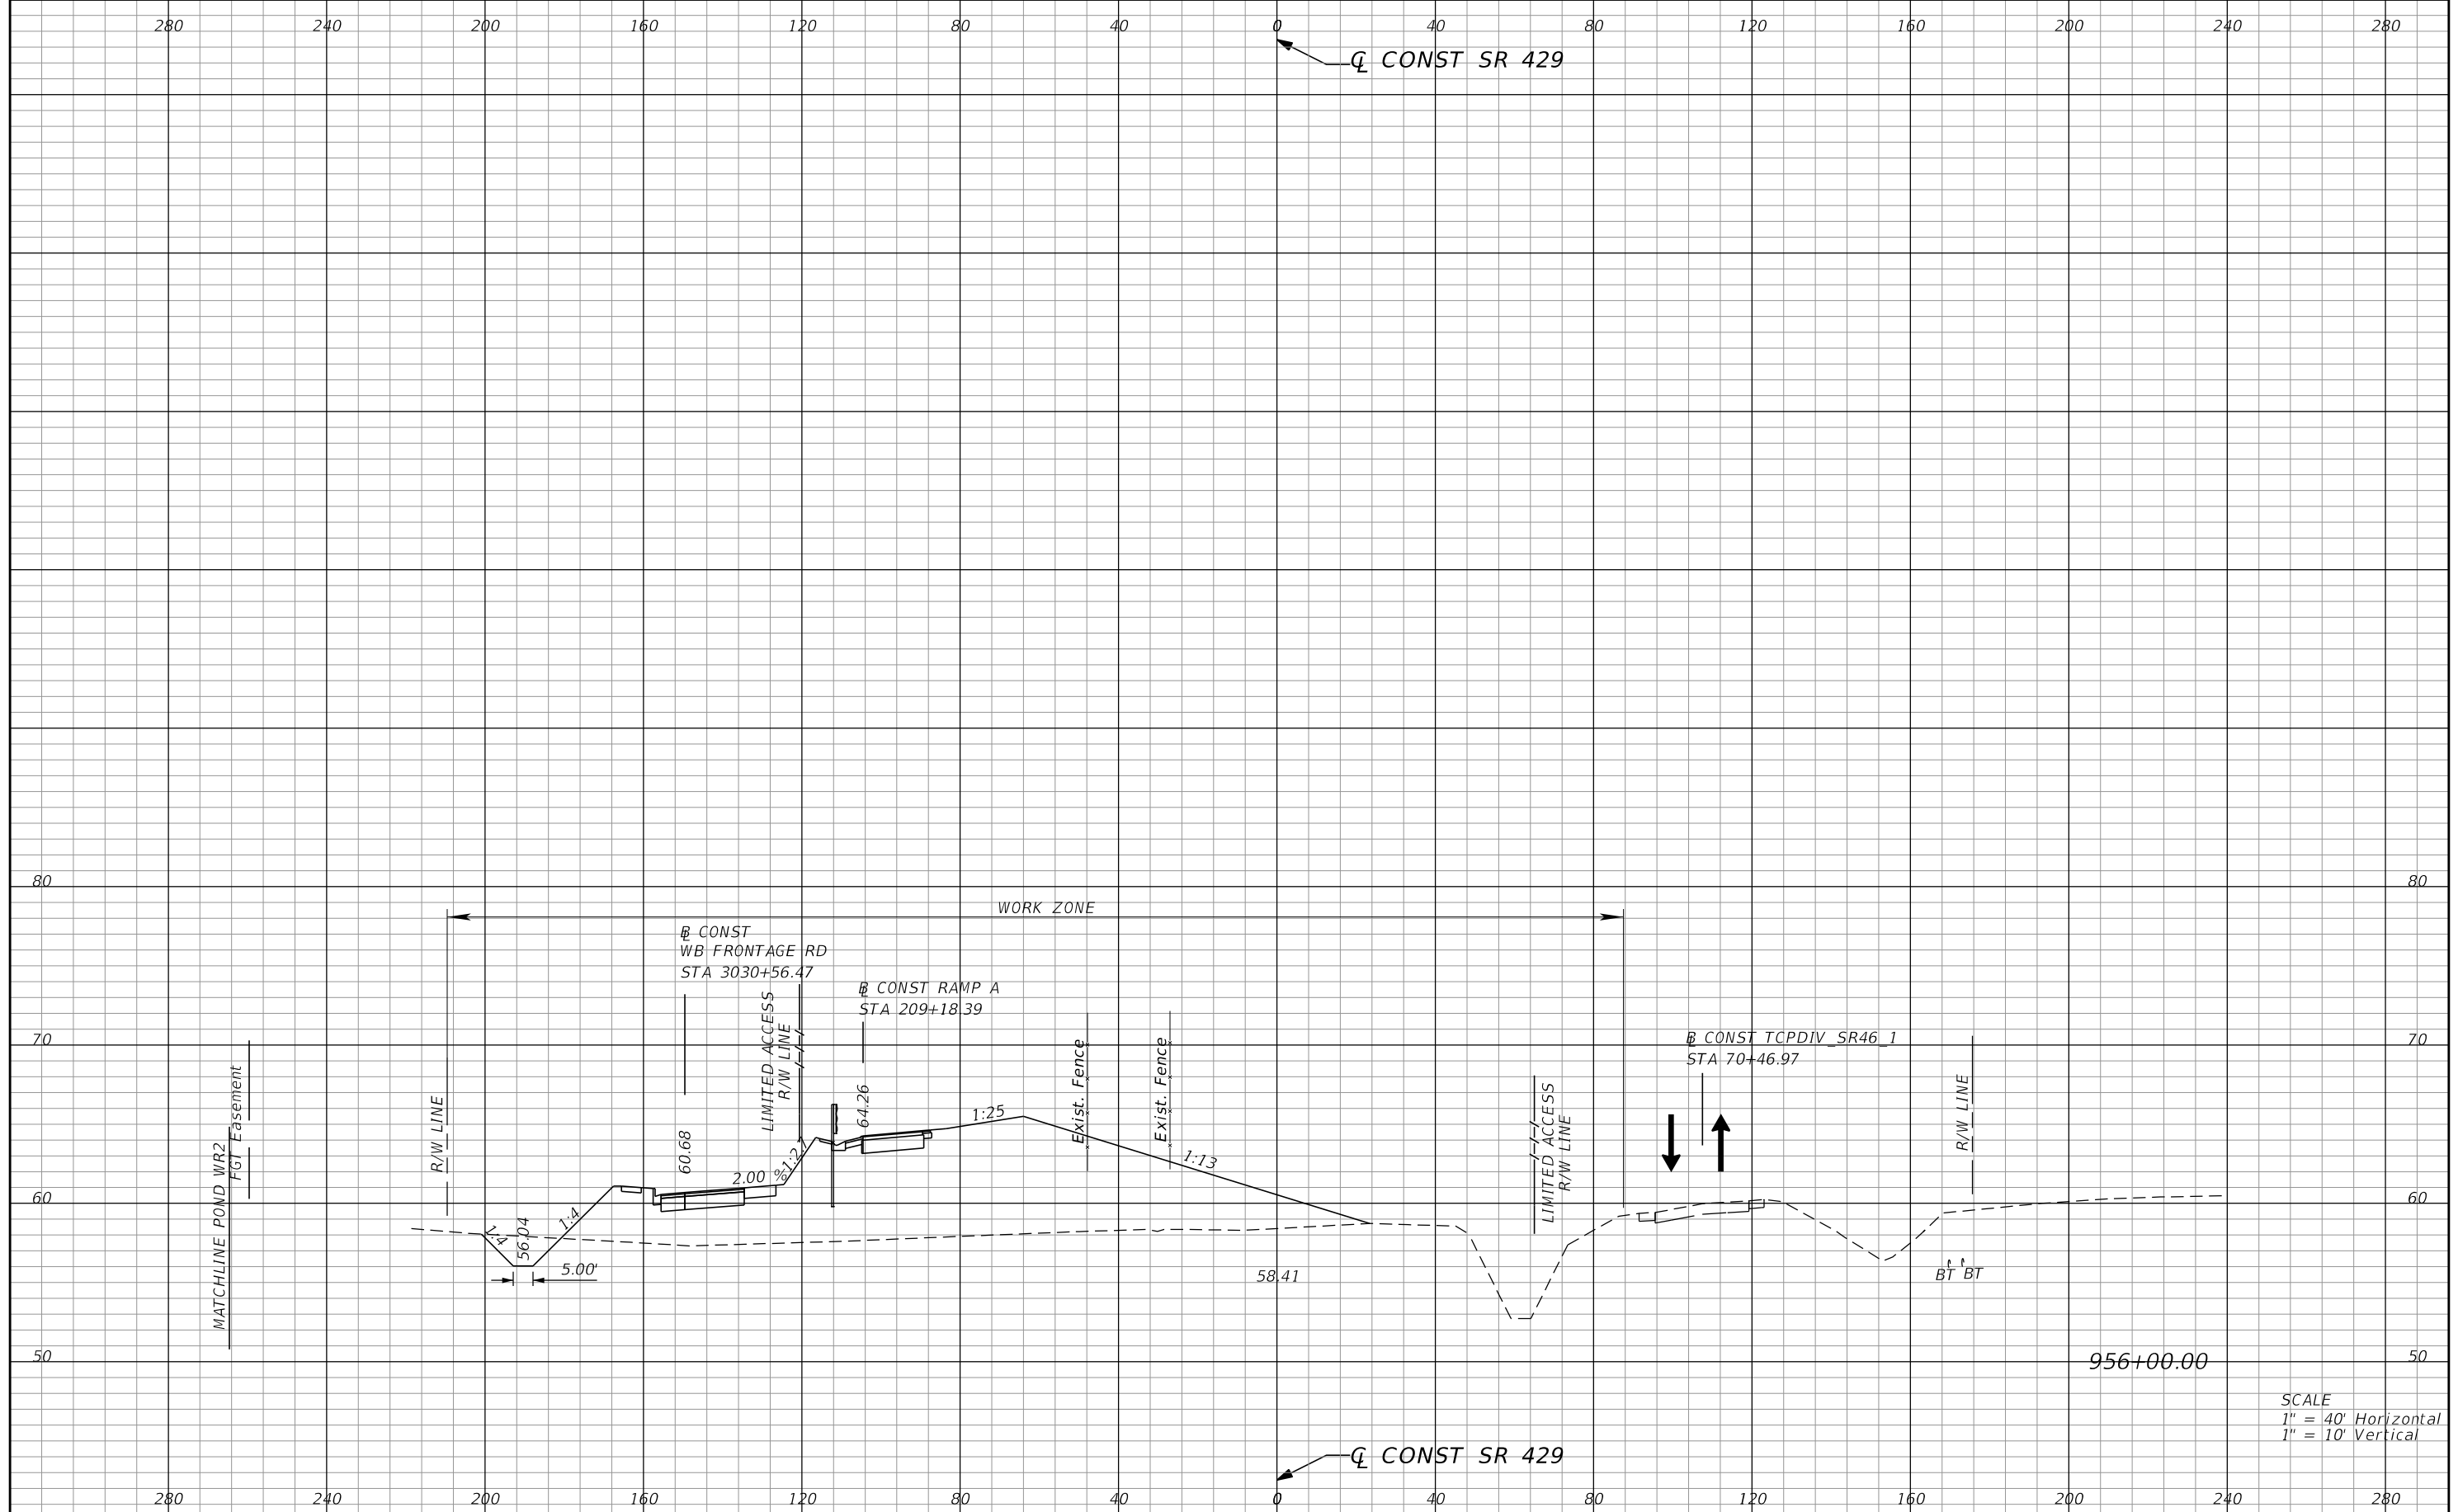 280 240 200 160 120 80 40 0 40 80 120 160 200 240 280
℄ CONST SR 429
80 80
WORK ZONE
℄ CONST
WB FRONTAGE RD
STA 3030+56.47
℄ CONST RAMP A
STA 209+18.39
LIMITED ACCESS
R/W LINE
70 70
℄ CONST TCPDIV_SR46_1
STA 70+46.97
Exist. Fence
Exist. Fence
FGT Easement
MATCHLINE POND WR2
R/W LINE
64.26
60.68
1:25
1:13
1:2
2.00 %
LIMITED ACCESS
R/W LINE
R/W LINE
60 60
1:4
56.04
1:4
5.00'
58.41
BT BT
50 50
956+00.00
SCALE
1" = 40' Horizontal
1" = 10' Vertical
℄ CONST SR 429
280 240 200 160 120 80 40 0 40 80 120 160 200 240 280